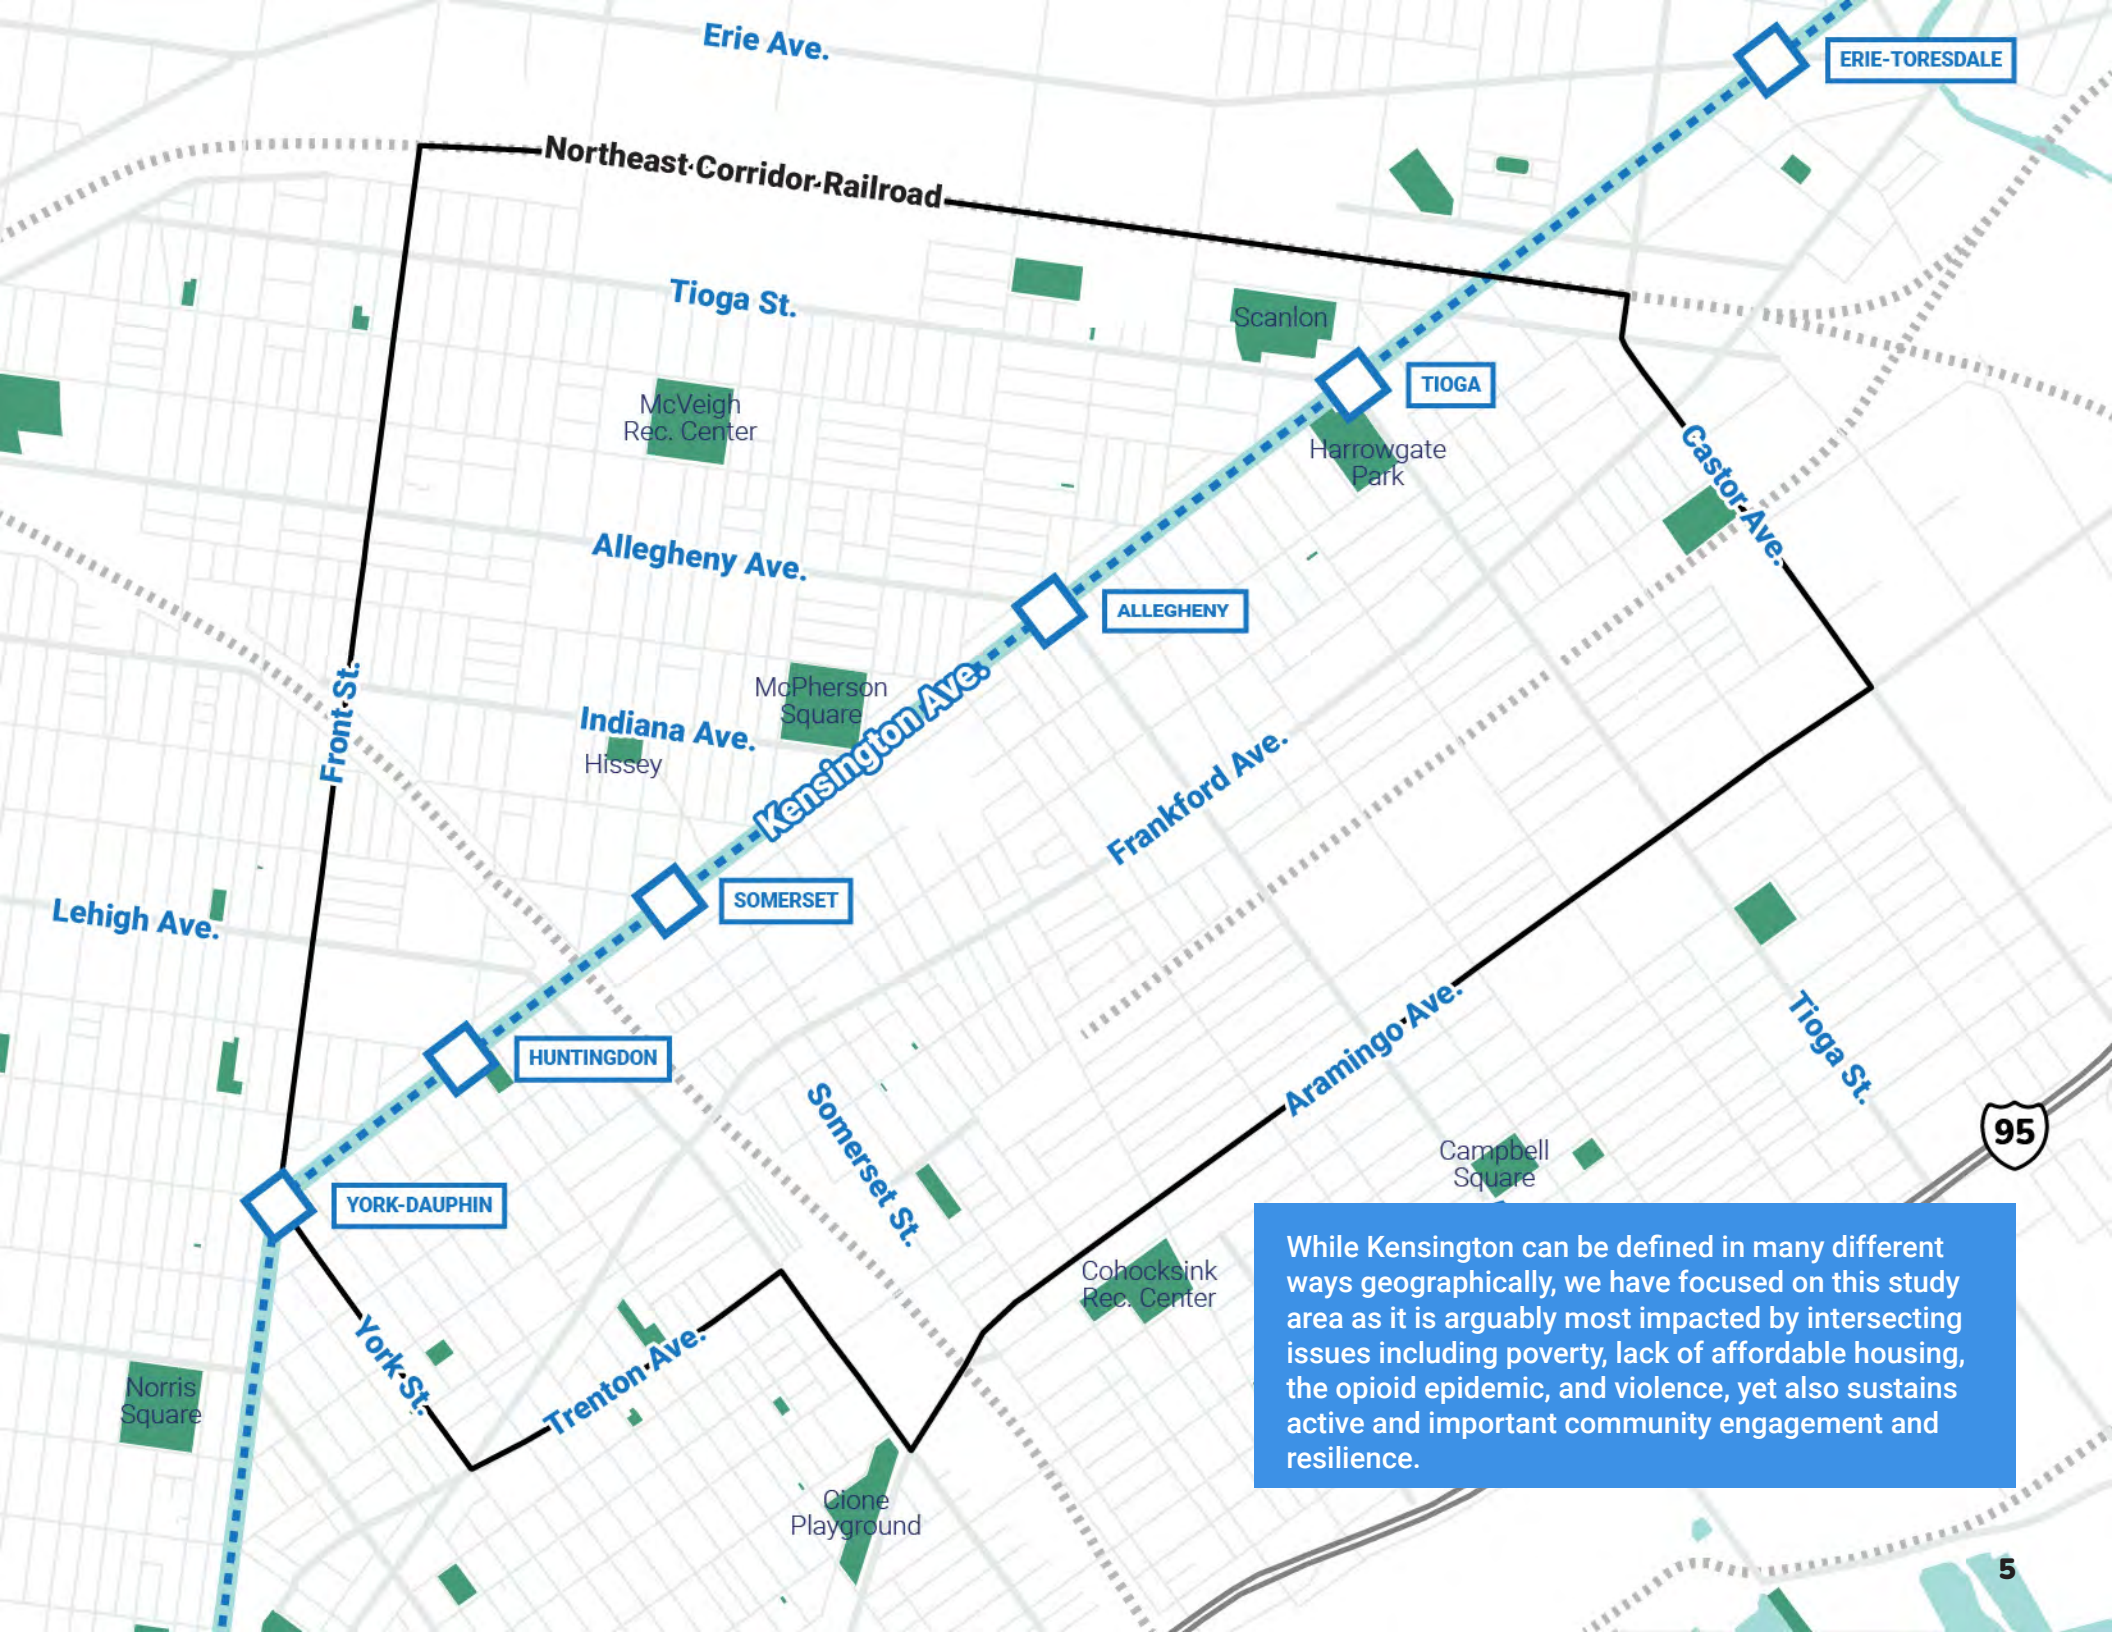 Erie Ave.
ERIE-TORESDALE
Northeast Corridor Railroad
Tioga St.
Scanlon
TIOGA
McVeigh
Rec. Center
Harrowgate
Park
Castor Ave.
Allegheny Ave.
ALLEGHENY
Front St.
McPherson
Square
Indiana Ave.
Hissey
Kensington Ave.
Frankford Ave.
SOMERSET
Lehigh Ave.
HUNTINGDON
Aramingo Ave.
Tioga St.
95
Somerset St.
Campbell
Square
YORK-DAUPHIN
Cohocksink
Rec. Center
York St.
Trenton Ave.
Norris
Square
Cione
Playground
While Kensington can be defined in many different
ways geographically, we have focused on this study
area as it is arguably most impacted by intersecting
issues including poverty, lack of affordable housing,
the opioid epidemic, and violence, yet also sustains
active and important community engagement and
resilience.
5